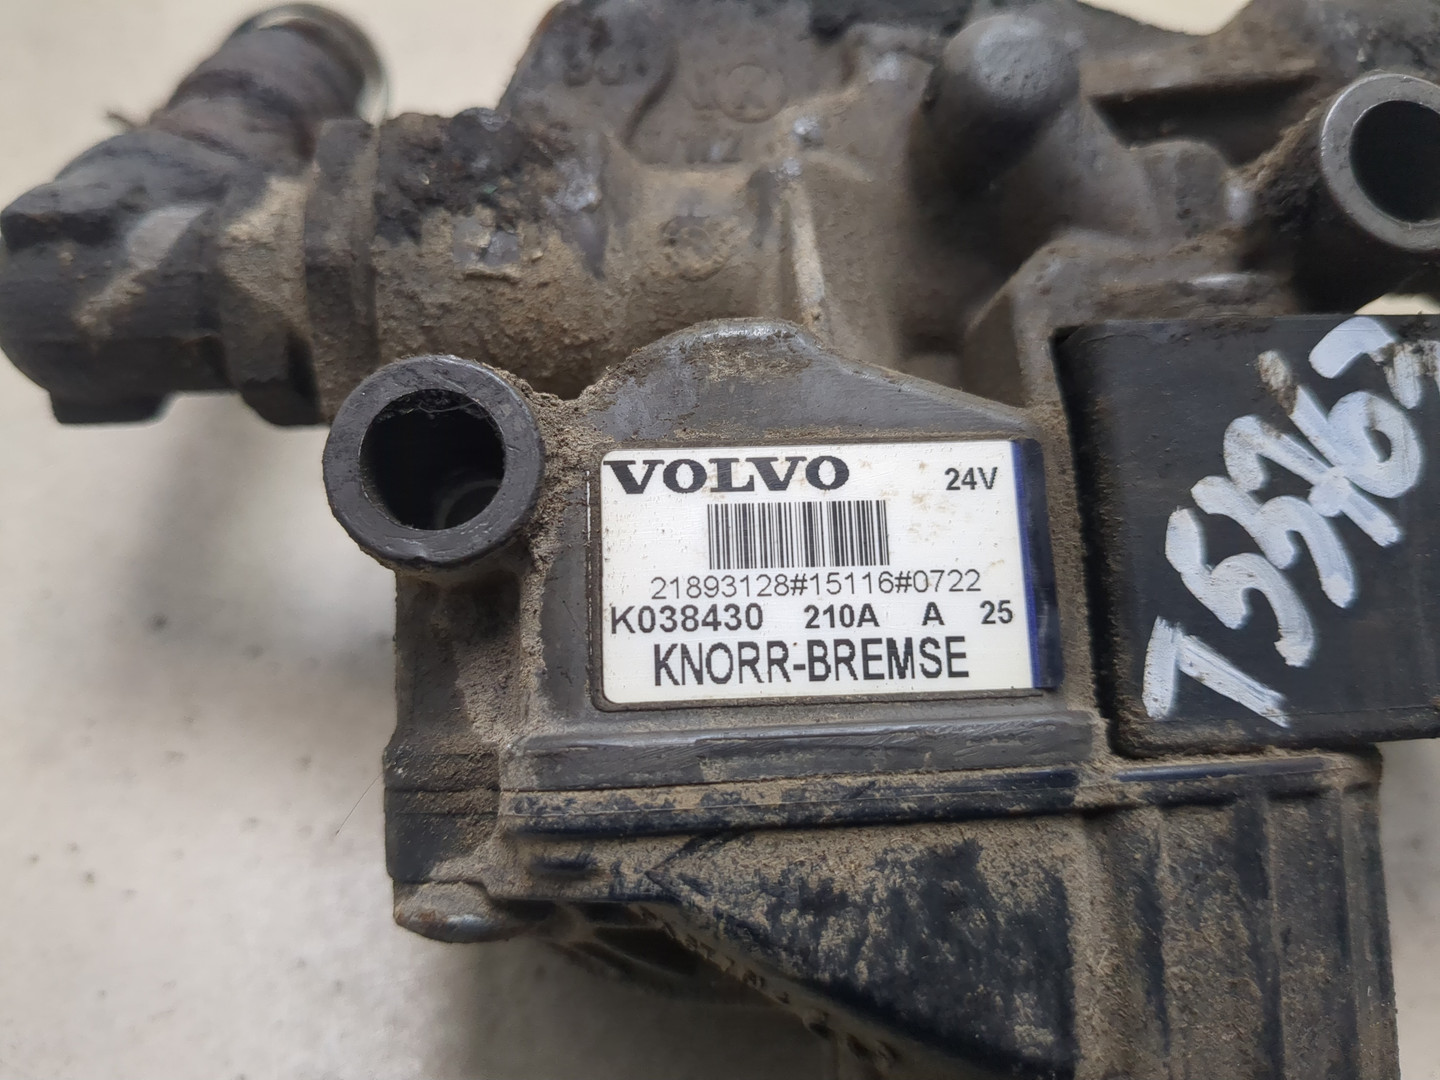 VOLVO 24V
21893128#15116#0722
K038430 210A A 25
KNORR-BREMSE